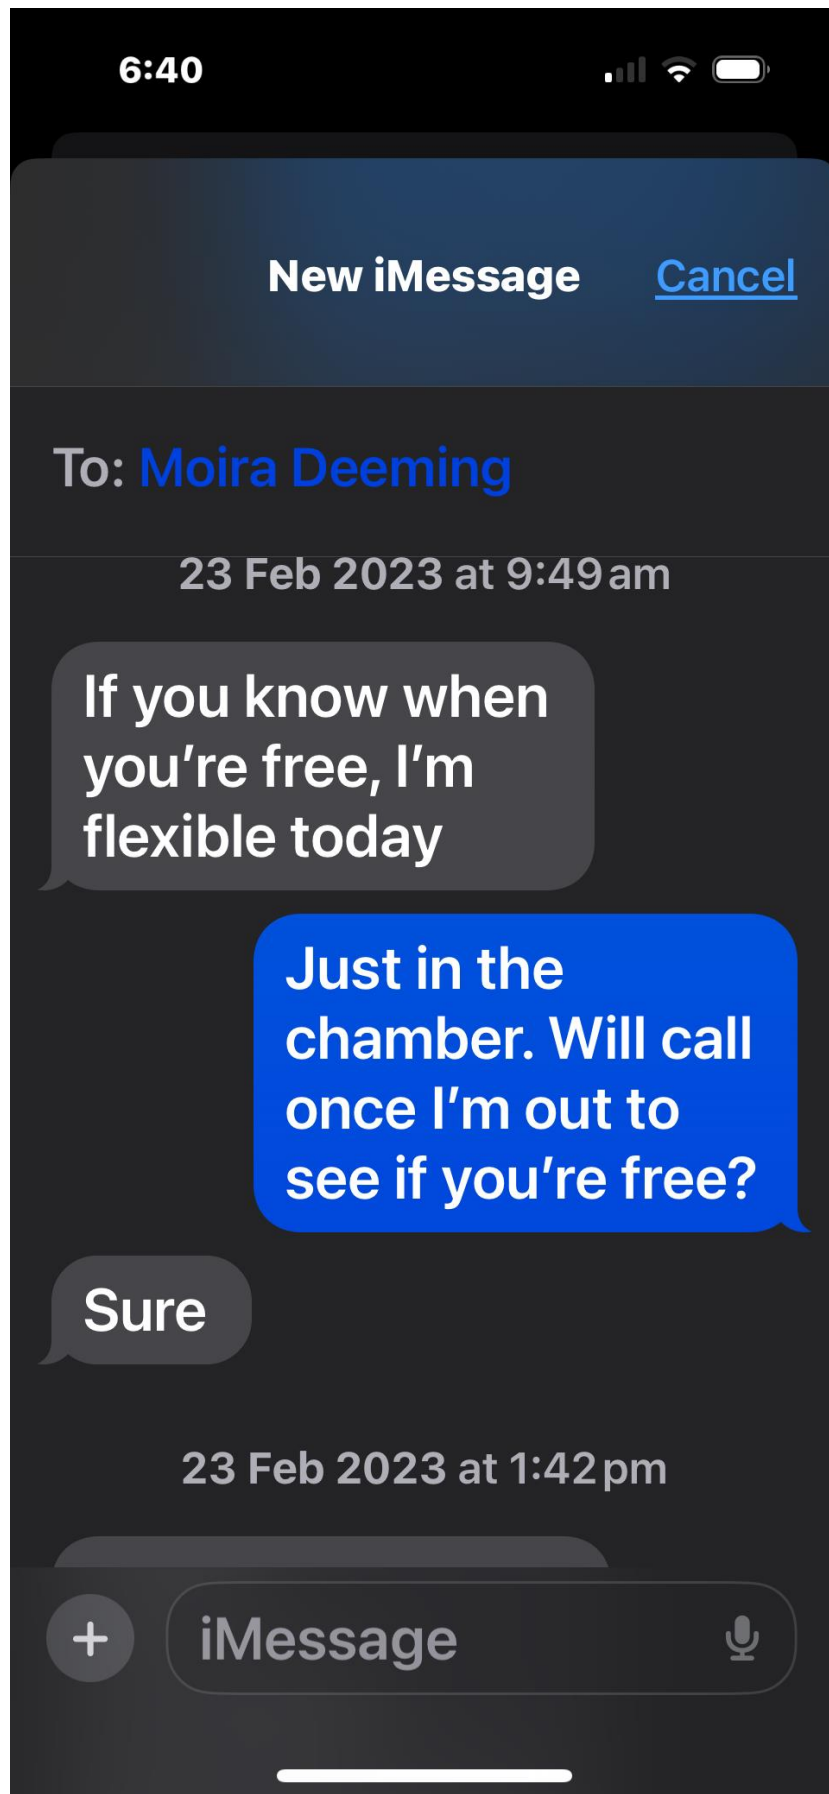 6:40
New iMessage
Cancel
To: Moira Deeming
23 Feb 2023 at 9:49 am
If you know when
you're free, I'm
flexible today
Just in the
chamber. Will call
once I'm out to
see if you're free?
Sure
23 Feb 2023 at 1:42 pm
iMessage